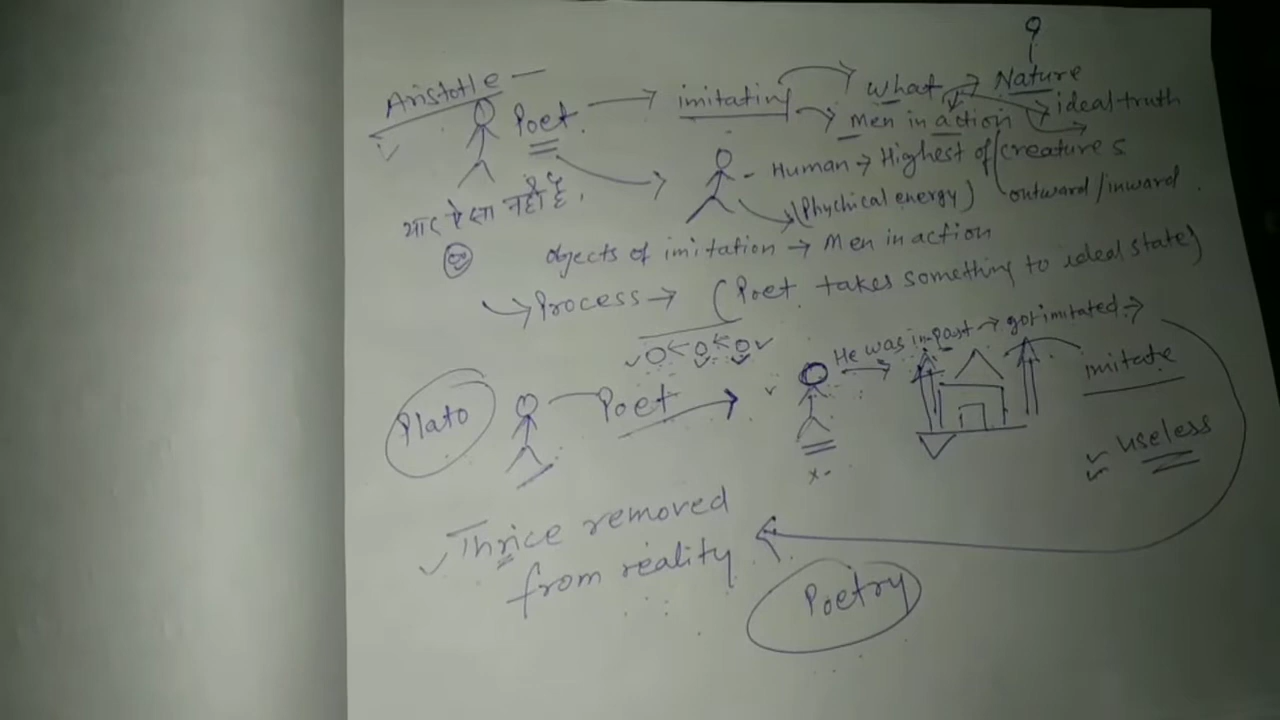 Aristotle —
Poet → imitating → what → Nature
→ Men in action → ideal truth
Human → Highest of creatures
(Phychical energy) outward/inward
यार ऐसा नहीं है,
objects of imitation → Men in action
→ Process → (Poet takes something to ideal state)
He was in past → got imitated →
Plato Poet → imitate
useless
Thrice removed
from reality
Poetry